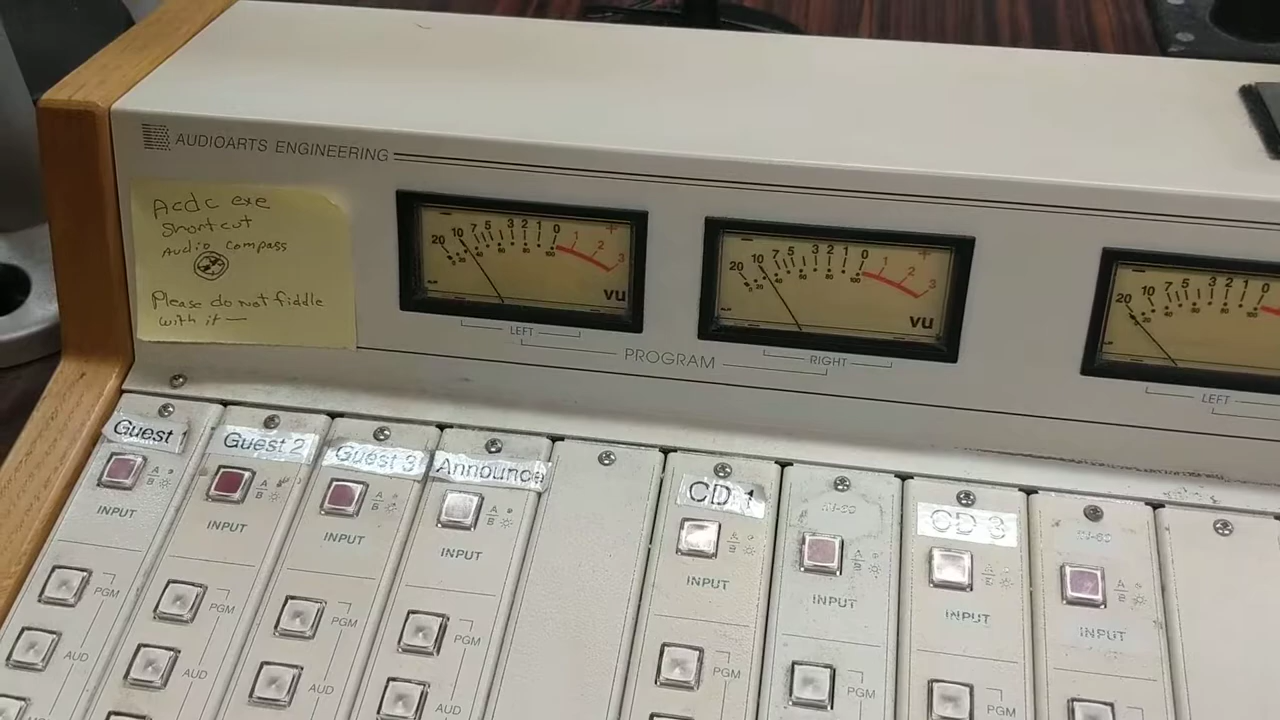 AUDIOARTS ENGINEERING
Acdc exe
Shortcut
Audio Compass
Please do not fiddle
with it—
20 10 7 5 3 2 1 0 1 2 3
vu
LEFT
20 10 7 5 3 2 1 0 1 2 3
vu
RIGHT
PROGRAM
20 10 7 5 3 2 1 0
LEFT
Guest 1
Guest 2
Guest 3
Announce
CD 1
CD 3
A B
INPUT
A B
INPUT
A B
INPUT
A B
INPUT
A B
INPUT
A B
INPUT
A B
INPUT
A B
INPUT
PGM
PGM
PGM
PGM
PGM
PGM
PGM
AUD
AUD
AUD
AUD